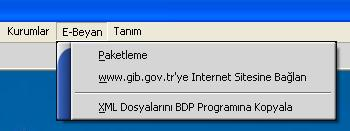 Kurumlar E-Beyan Tanım
Paketleme
www.gib.gov.tr'ye Internet Sitesine Bağlan
XML Dosyalarını BDP Programına Kopyala